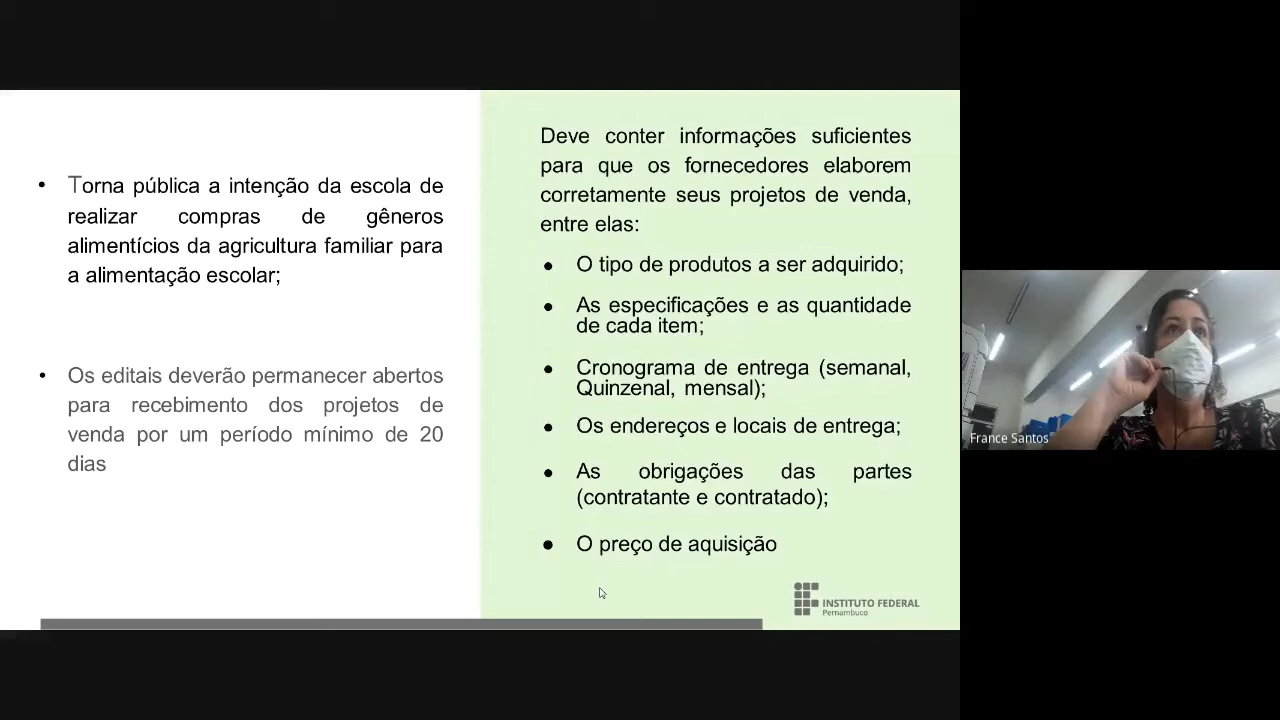 Torna pública a intenção da escola de
realizar compras de gêneros
alimentícios da agricultura familiar para
a alimentação escolar;
Os editais deverão permanecer abertos
para recebimento dos projetos de
venda por um período mínimo de 20
dias
Deve conter informações suficientes
para que os fornecedores elaborem
corretamente seus projetos de venda,
entre elas:
O tipo de produtos a ser adquirido;
As especificações e as quantidade
de cada item;
Cronograma de entrega (semanal,
Quinzenal, mensal);
Os endereços e locais de entrega;
As obrigações das partes
(contratante e contratado);
O preço de aquisição
INSTITUTO FEDERAL
Pernambuco
France Santos